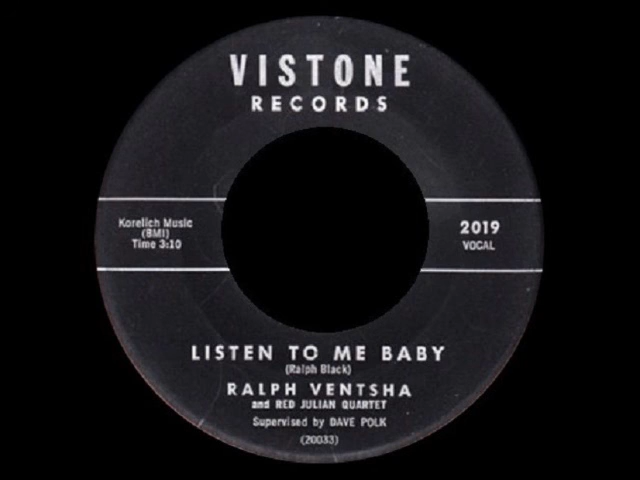 VISTONE
RECORDS
Korelich Music
(BMI)
Time 3:10
2019
VOCAL
LISTEN TO ME BABY
(Ralph Black)
RALPH VENTSHA
and RED JULIAN QUARTET
Supervised by DAVE POLK
(20033)